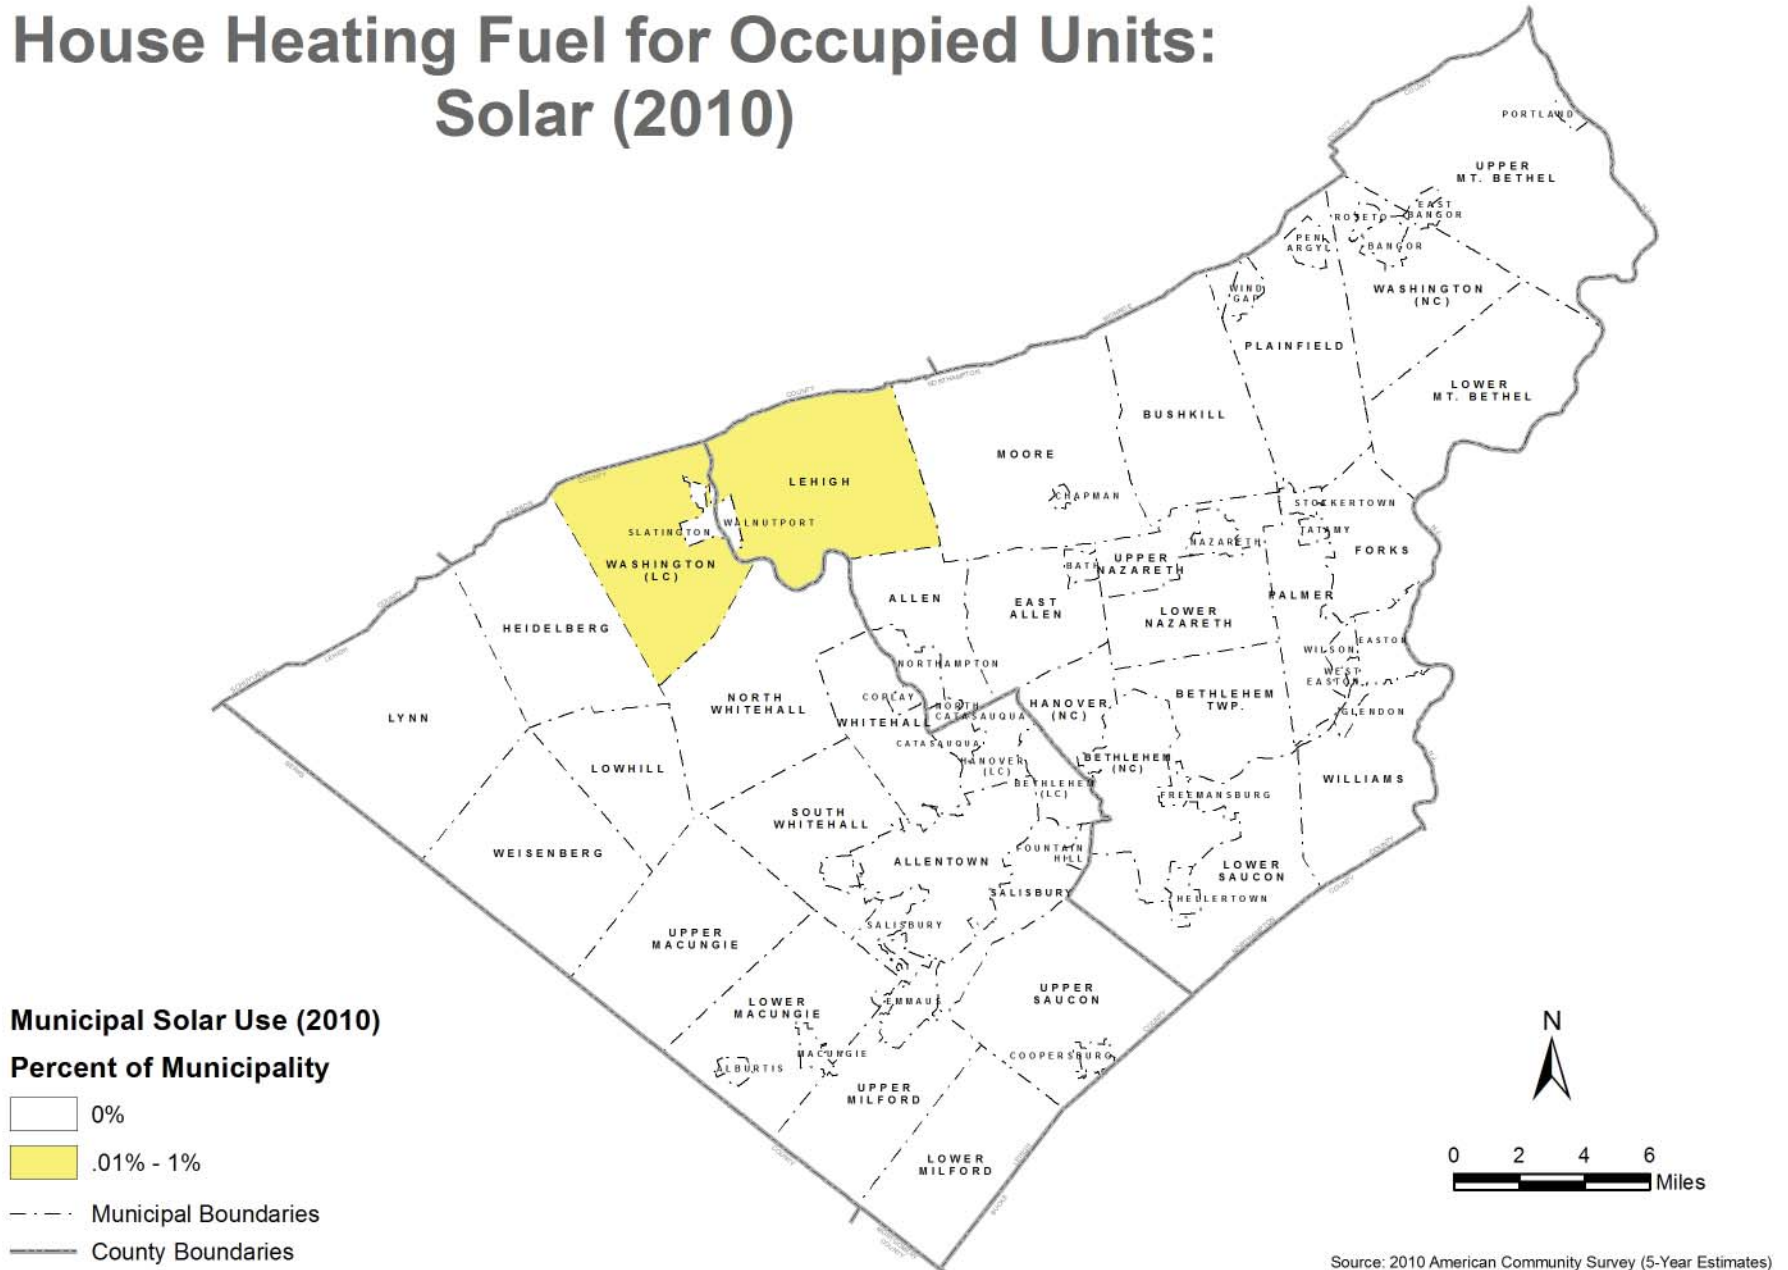 House Heating Fuel for Occupied Units:
Solar (2010)
PORTLAND
UPPER
MT. BETHEL
EAST
BANGOR
ROSETO
PEN
ARGYL
BANGOR
WIND
GAP
WASHINGTON
(NC)
PLAINFIELD
LOWER
MT. BETHEL
BUSHKILL
MOORE
CHAPMAN
LEHIGH
WALNUTPORT
SLATINGTON
WASHINGTON
(LC)
STOCKERTOWN
TATAMY
NAZARETH
FORKS
BATH
UPPER
NAZARETH
ALLEN
EAST
ALLEN
LOWER
NAZARETH
PALMER
HEIDELBERG
EASTON
WILSON
WEST
EASTON
NORTHAMPTON
COPLAY
NORTH
WHITEHALL
WHITEHALL
NORTH
CATASAUQUA
HANOVER
(NC)
BETHLEHEM
TWP.
GLENDON
LYNN
CATASAUQUA
HANOVER
(LC)
BETHLEHEM
(NC)
LOWHILL
BETHLEHEM
(LC)
FREEMANSBURG
WILLIAMS
SOUTH
WHITEHALL
WEISENBERG
ALLENTOWN
FOUNTAIN
HILL
LOWER
SAUCON
SALISBURY
HELLERTOWN
SALISBURY
UPPER
MACUNGIE
UPPER
SAUCON
LOWER
MACUNGIE
EMMAUS
MACUNGIE
ALBURTIS
COOPERSBURG
UPPER
MILFORD
LOWER
MILFORD
Municipal Solar Use (2010)
Percent of Municipality
0%
.01% - 1%
Municipal Boundaries
County Boundaries
N
0 2 4 6
Miles
Source: 2010 American Community Survey (5-Year Estimates)